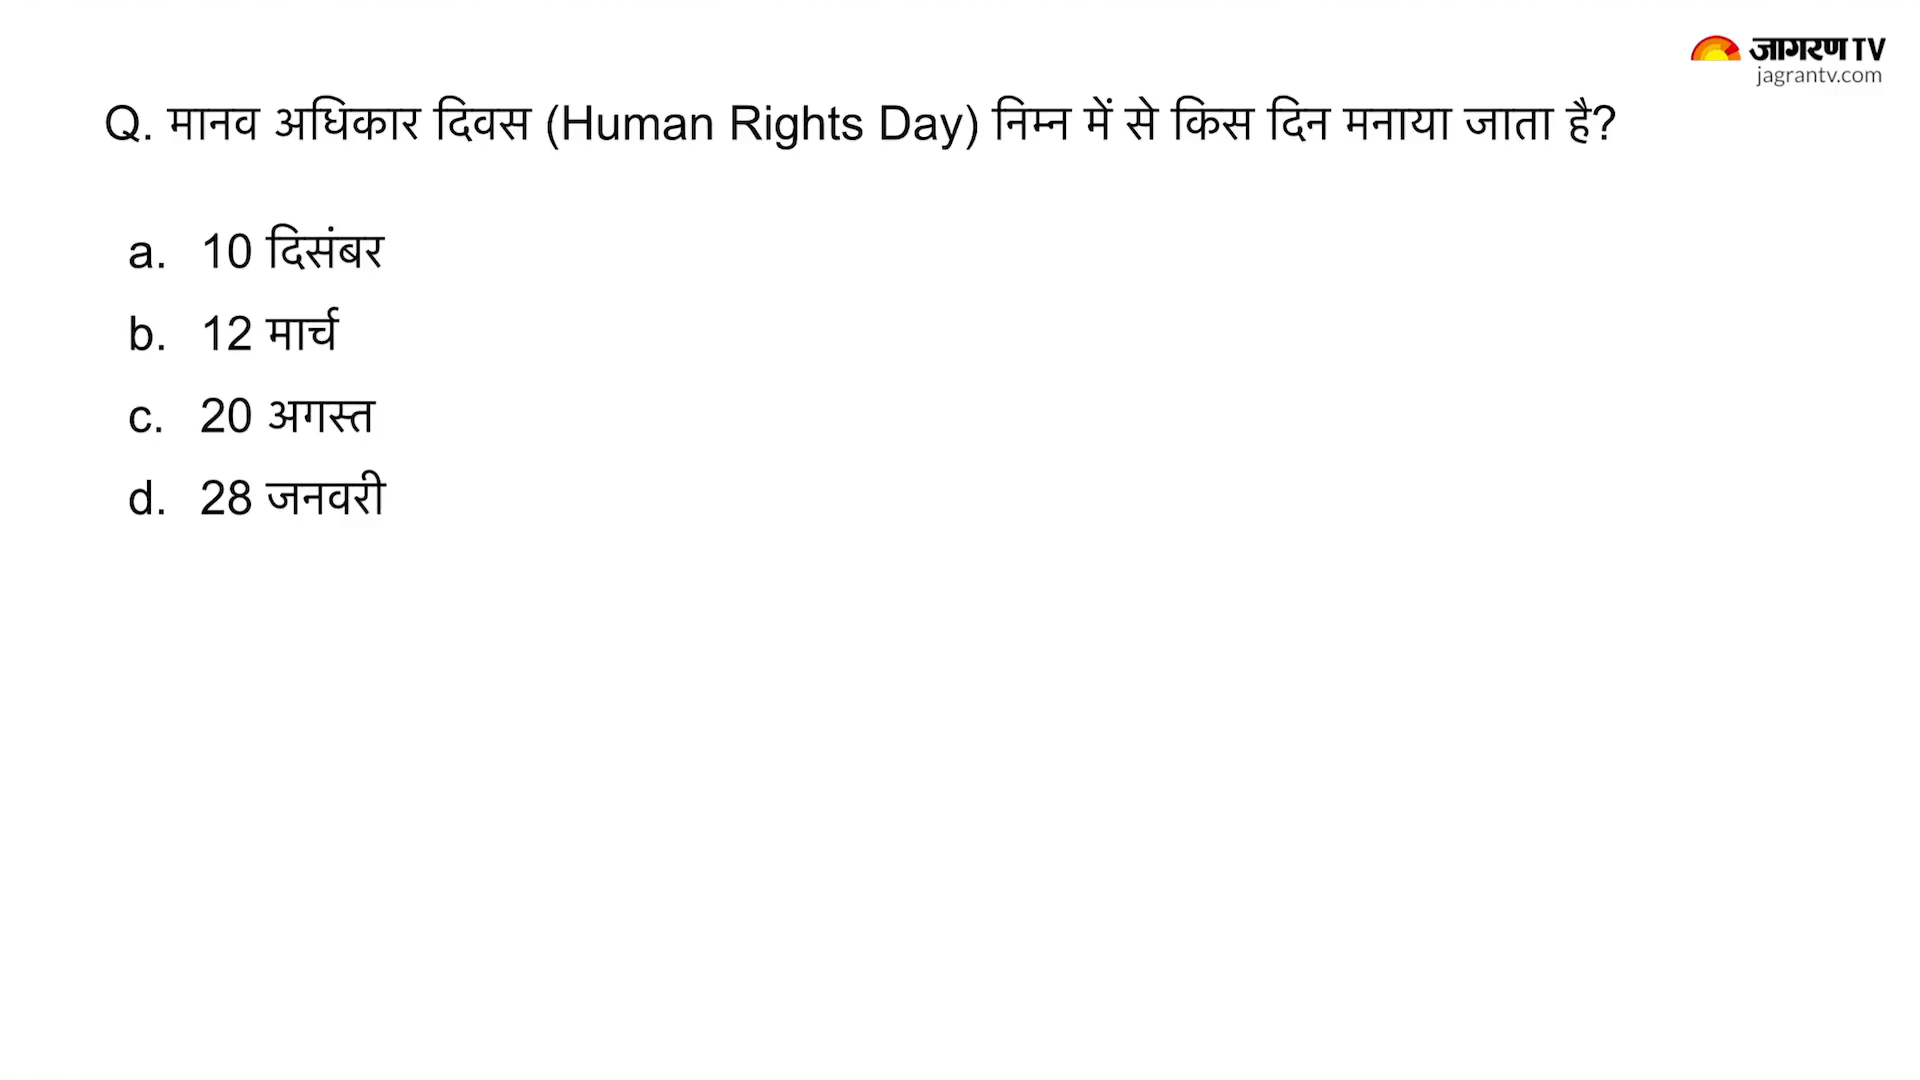 जागरण TV
jagrantv.com
Q. मानव अधिकार दिवस (Human Rights Day) निम्न में से किस दिन मनाया जाता है?
a. 10 दिसंबर
b. 12 मार्च
c. 20 अगस्त
d. 28 जनवरी